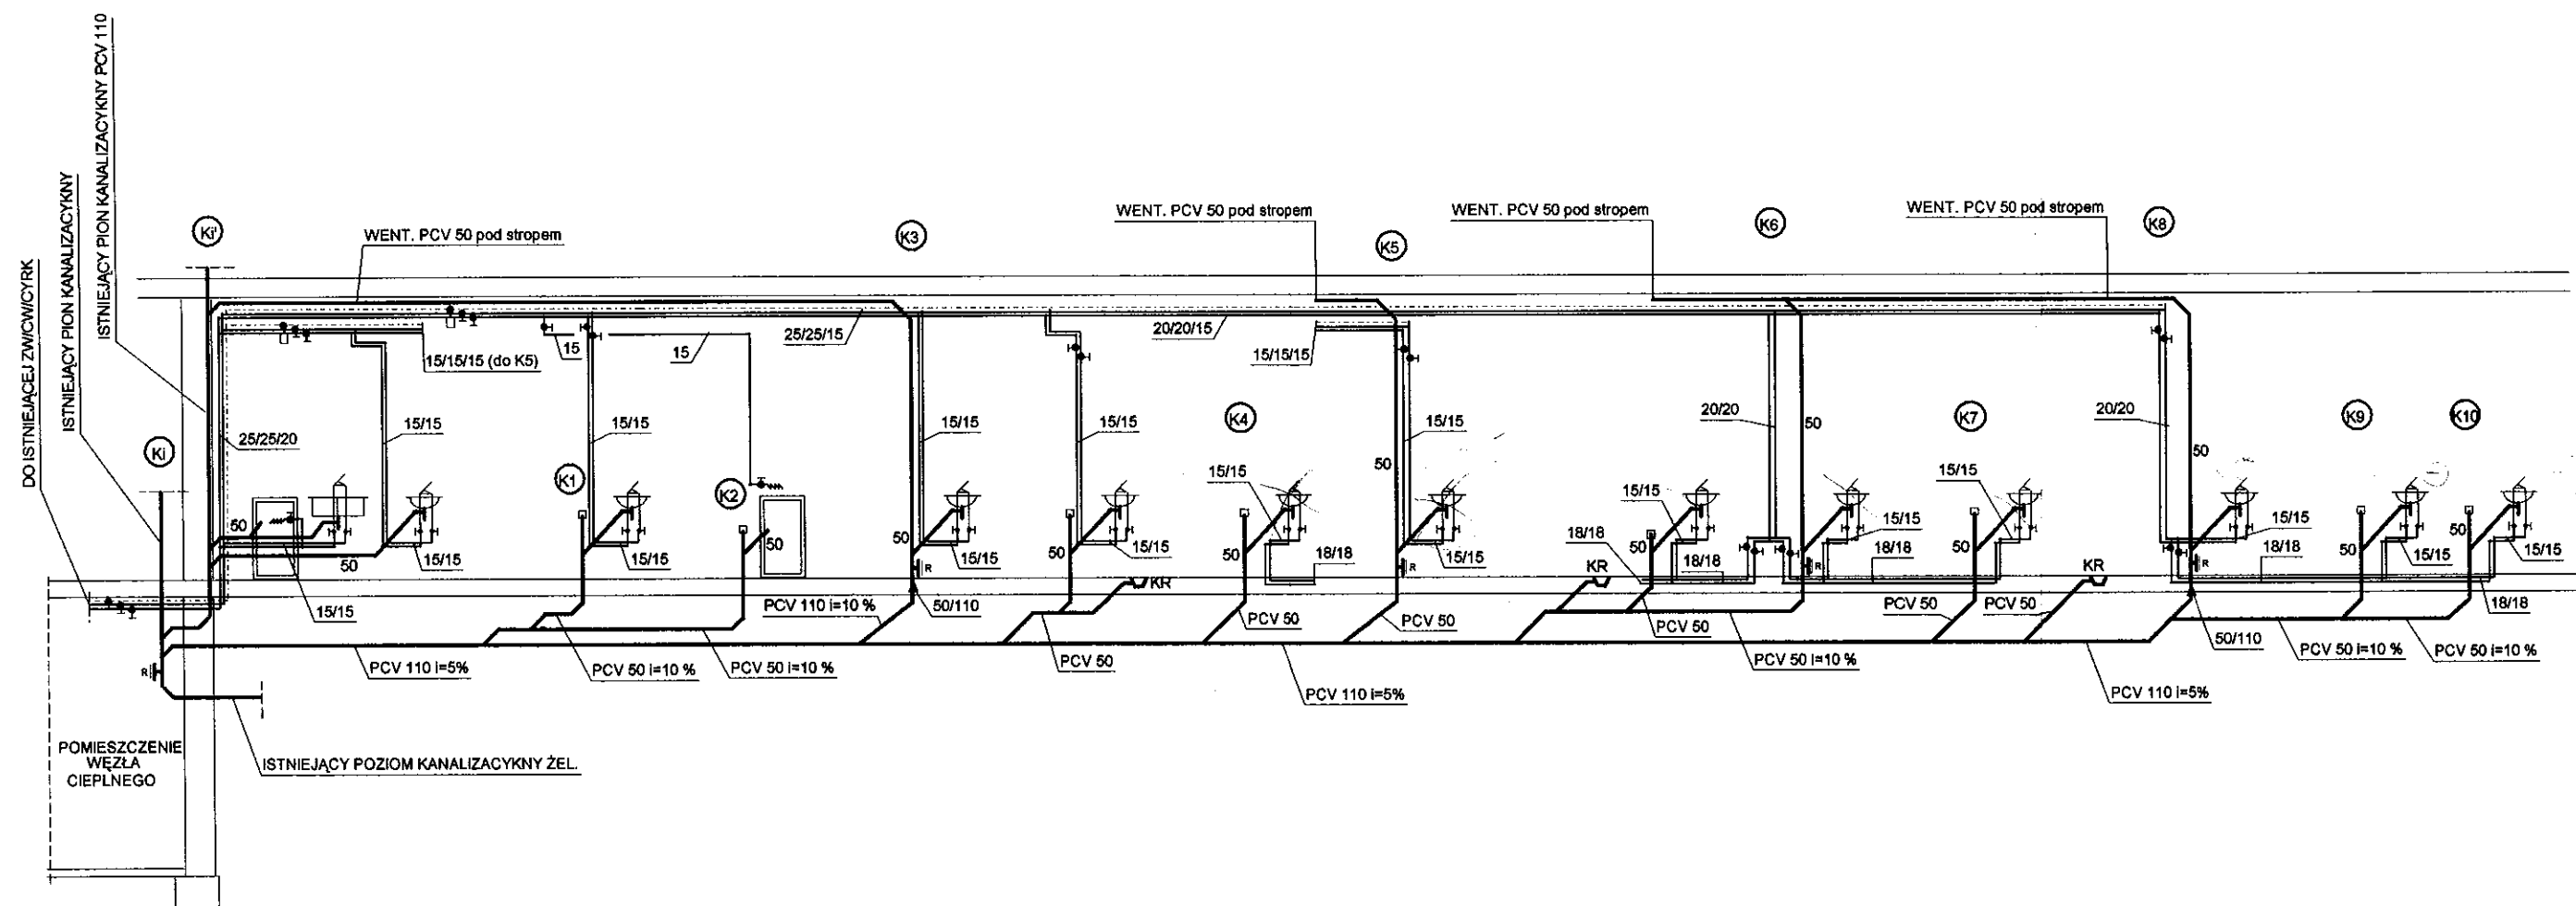 DO ISTNIEJĄCEJ ZW/CW/CYRK
ISTNIEJĄCY PION KANALIZACYKNY
ISTNIEJĄCY PION KANALIZACYKNY PCV 110
Ki'
WENT. PCV 50 pod stropem
K3
WENT. PCV 50 pod stropem
K5
WENT. PCV 50 pod stropem
K6
WENT. PCV 50 pod stropem
K8
15/15/15 (do K5)
15
15
25/25/15
20/20/15
15/15/15
Ki
25/25/20
15/15
K1
15/15
K2
15/15
15/15
K4
15/15
15/15
50
20/20
50
K7
20/20
50
K9
K10
50
50
15/15
15/15
15/15
50
50
R
15/15
50
15/15
50
18/18
R
15/15
15/15
18/18
50
18/18
R
15/15
18/18
15/15
50
R
15/15
18/18
50
15/15
50
15/15
18/18
KR
KR
KR
PCV 110 i=10 %
50/110
PCV 50
PCV 50
PCV 50
PCV 50
PCV 50
50/110
R
PCV 110 i=5%
PCV 50 i=10 %
PCV 50 i=10 %
PCV 50
PCV 110 i=5%
PCV 50 i=10 %
PCV 110 i=5%
PCV 50 i=10 %
PCV 50 i=10 %
POMIESZCZENIE
WĘZŁA
CIEPLNEGO
ISTNIEJĄCY POZIOM KANALIZACYKNY ŻEL.